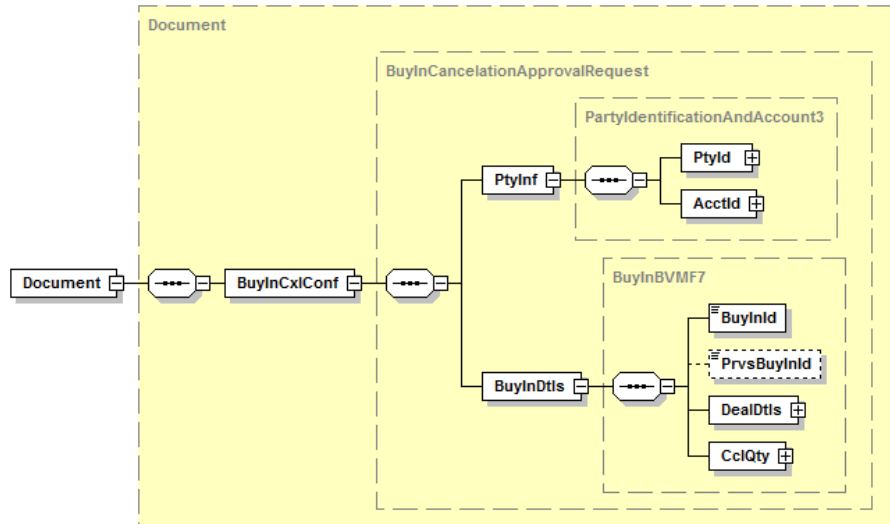 Document
BuyInCancelationApprovalRequest
PartyIdentificationAndAccount3
PtyId
PtyInf
AcctId
Document
BuyInCxlConf
BuyInBVMF7
BuyInId
PrvsBuyInId
BuyInDtls
DealDtls
CclQty